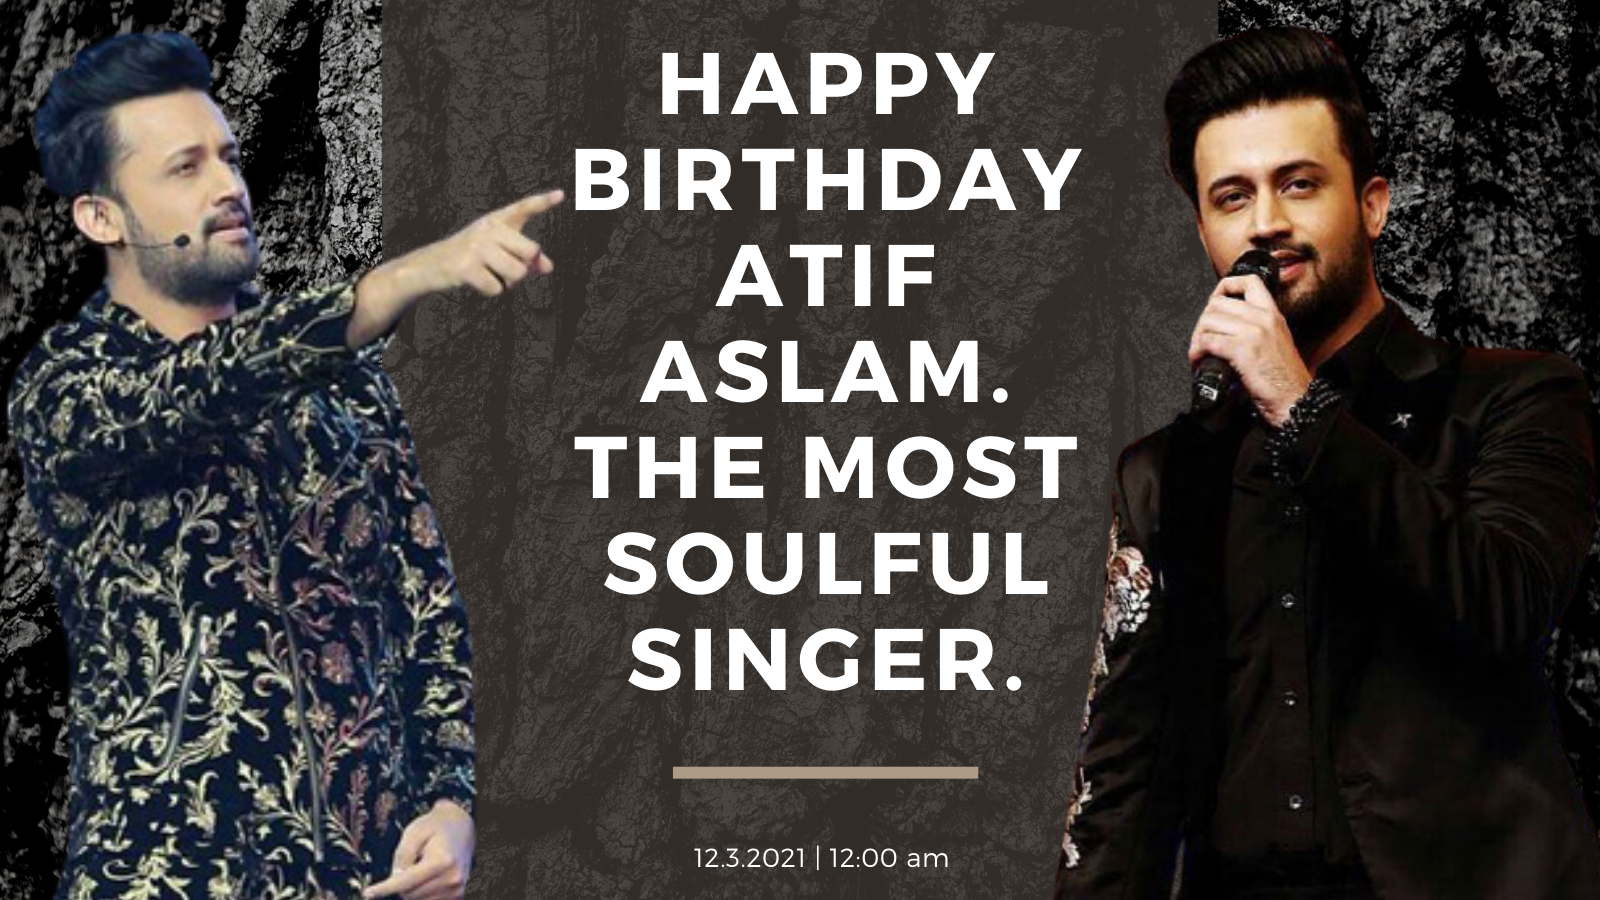 HAPPY
BIRTHDAY
ATIF
ASLAM.
THE MOST
SOULFUL
SINGER.
12.3.2021 | 12:00 am